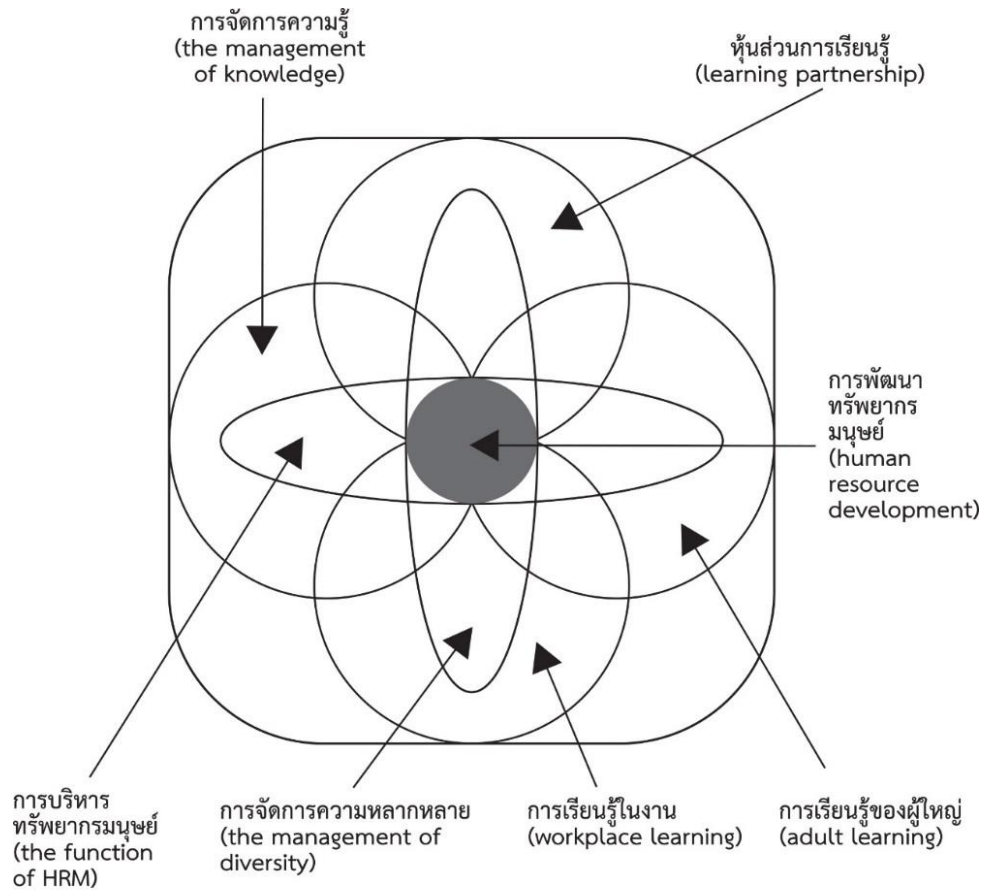 การจัดการความรู้
(the management
of knowledge)
หุ้นส่วนการเรียนรู้
(learning partnership)
การพัฒนา
ทรัพยากร
มนุษย์
(human
resource
development)
การบริหาร
ทรัพยากรมนุษย์
(the function
of HRM)
การจัดการความหลากหลาย
(the management of
diversity)
การเรียนรู้ในงาน
(workplace learning)
การเรียนรู้ของผู้ใหญ่
(adult learning)